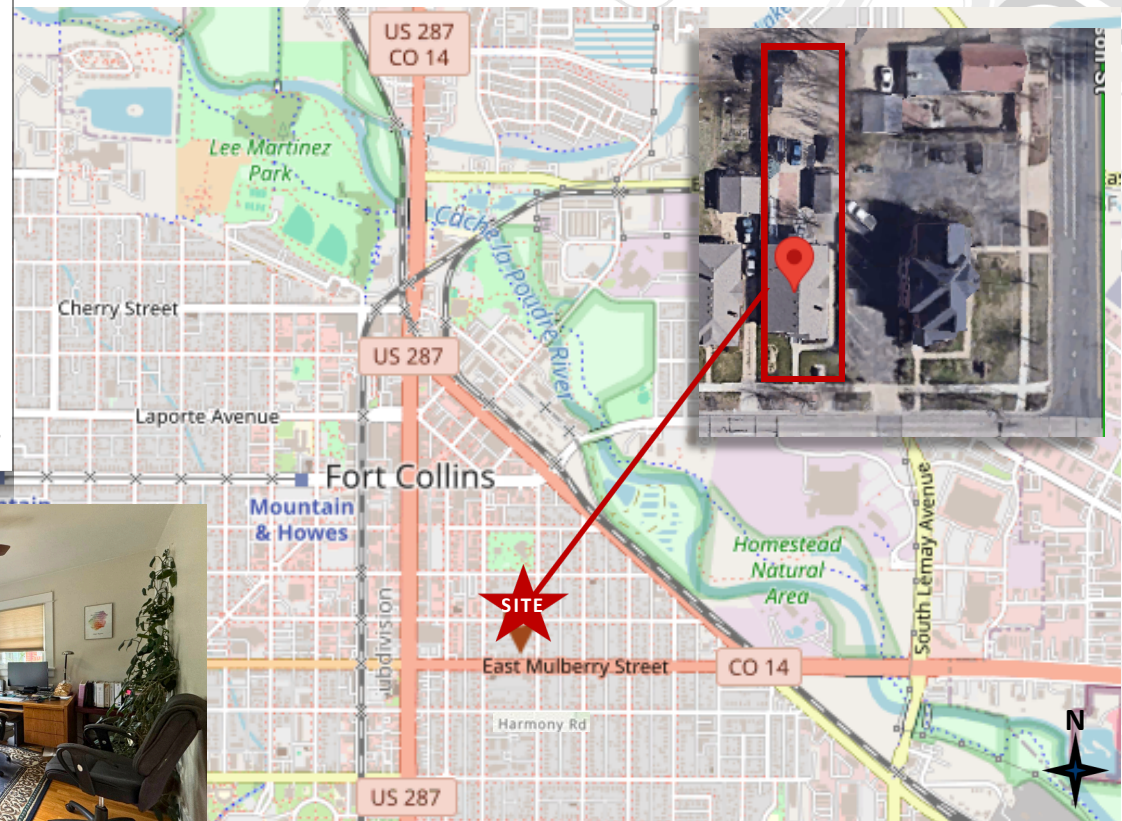 US 287
CO 14
Lee Martinez
Park
Cache la Poudre River
Cherry Street
US 287
Laporte Avenue
Fort Collins
Mountain
& Howes
SITE
Homestead
Natural
Area
South Lemay Avenue
East Mulberry Street
CO 14
Harmony Rd
US 287
N